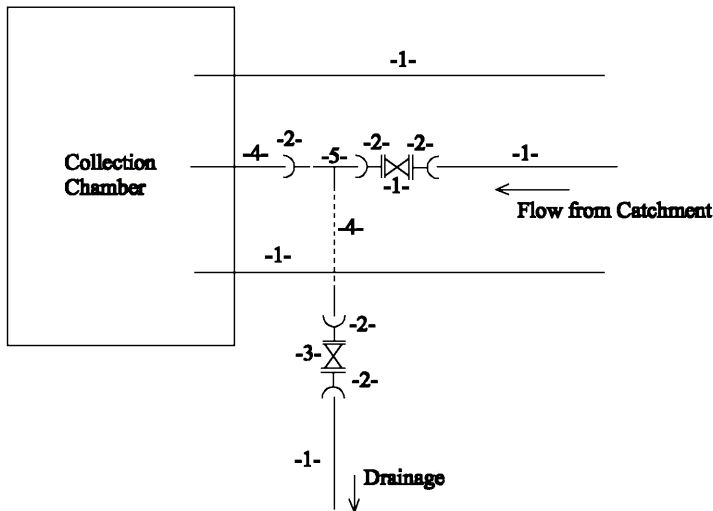 -1-
-4- -2- -5- -2- -2- -1-
Collection
Chamber
-1-
Flow from Catchment
-4-
-1-
-2-
-3-
-2-
-1-
Drainage